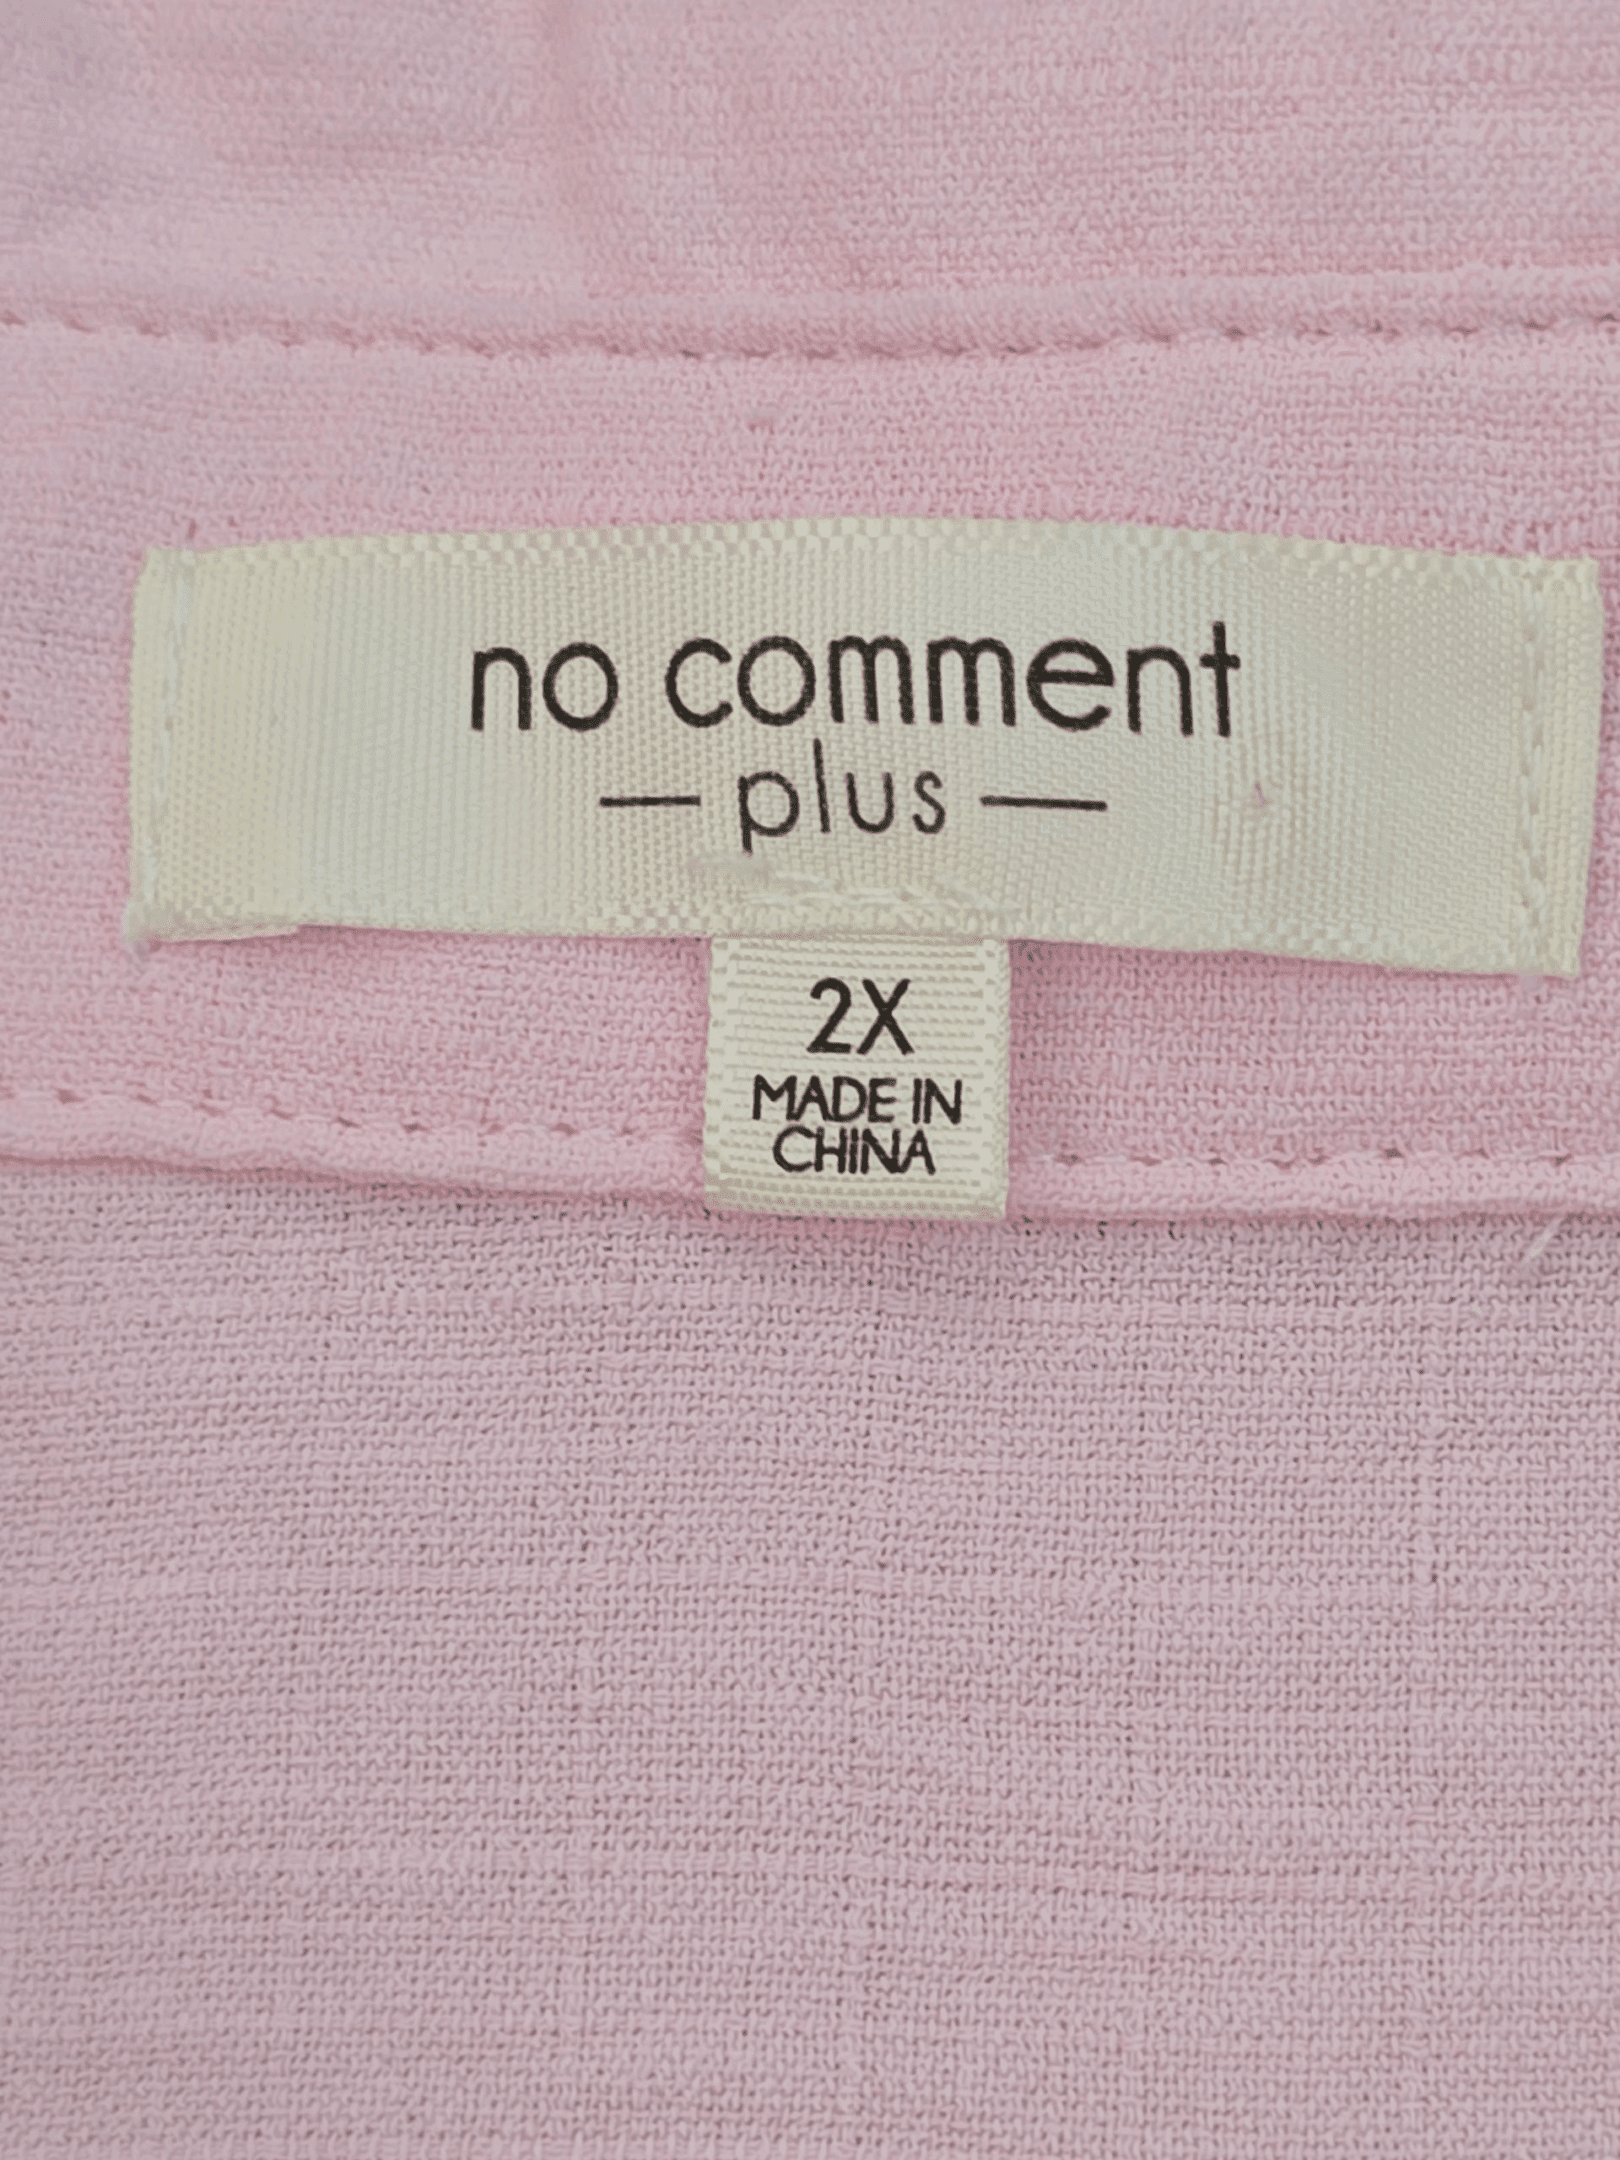 no comment
— plus —
2X
MADE IN
CHINA